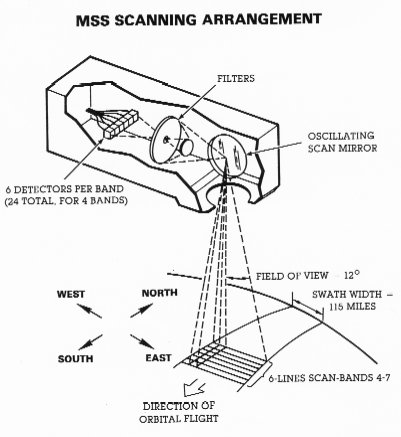 MSS SCANNING ARRANGEMENT
FILTERS
OSCILLATING
SCAN MIRROR
6 DETECTORS PER BAND
(24 TOTAL, FOR 4 BANDS)
FIELD OF VIEW - 12°
WEST
NORTH
SWATH WIDTH –
115 MILES
SOUTH
EAST
6-LINES SCAN-BANDS 4-7
DIRECTION OF
ORBITAL FLIGHT